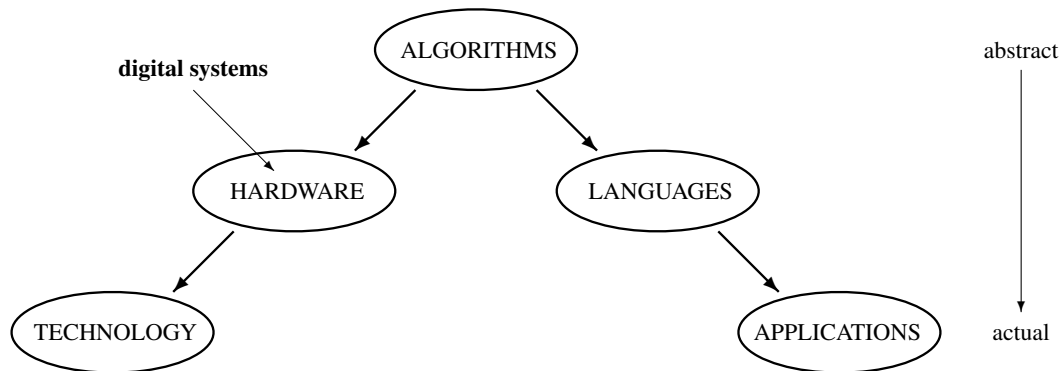 ALGORITHMS
abstract
digital systems
HARDWARE
LANGUAGES
TECHNOLOGY
APPLICATIONS
actual